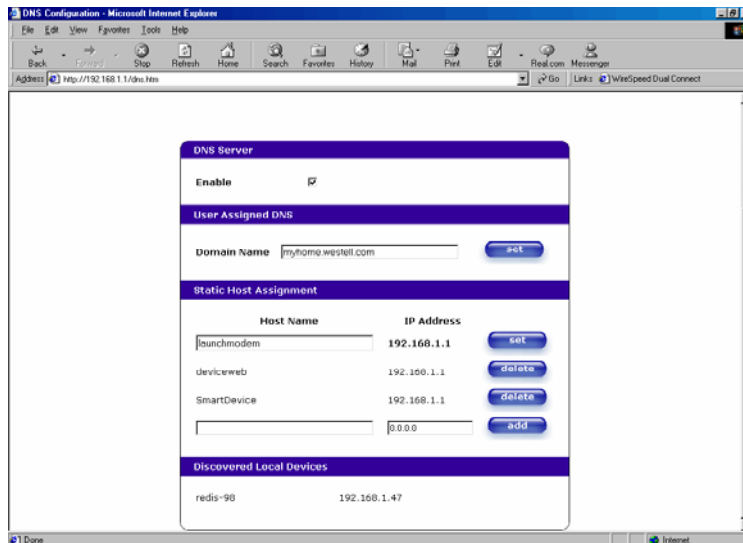 DNS Configuration - Microsoft Internet Explorer
File Edit View Favorites Tools Help
Back Forward Stop Refresh Home Search Favorites History Mail Print Edit Real.com Messenger
Address http://192.168.1.1/dns.htm Go Links WireSpeed Dual Connect
DNS Server
Enable
User Assigned DNS
Domain Name myhome.westell.com set
Static Host Assignment
Host Name IP Address
launchmodem 192.168.1.1 set
deviceweb 192.168.1.1 delete
SmartDevice 192.168.1.1 delete
0.0.0.0 add
Discovered Local Devices
redis-98 192.168.1.47
Done Internet